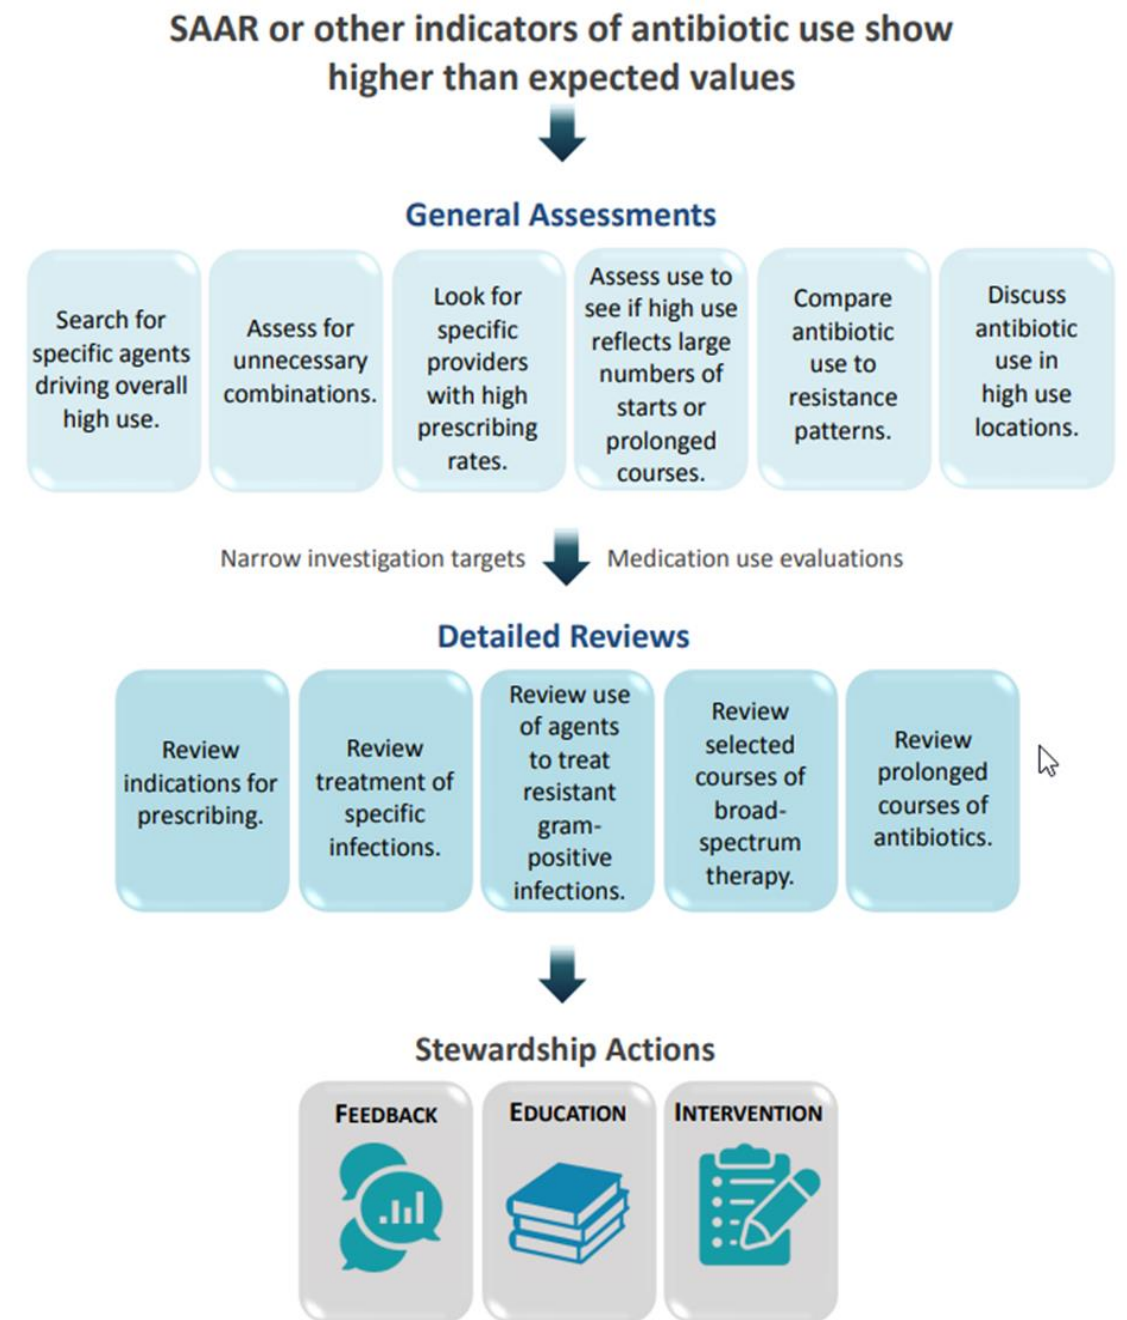 SAAR or other indicators of antibiotic use show
higher than expected values
General Assessments
Search for
specific agents
driving overall
high use.
Assess for
unnecessary
combinations.
Look for
specific
providers
with high
prescribing
rates.
Assess use to
see if high use
reflects large
numbers of
starts or
prolonged
courses.
Compare
antibiotic
use to
resistance
patterns.
Discuss
antibiotic
use in
high use
locations.
Narrow investigation targets
Medication use evaluations
Detailed Reviews
Review
indications for
prescribing.
Review
treatment of
specific
infections.
Review use
of agents
to treat
resistant
gram-
positive
infections.
Review
selected
courses of
broad-
spectrum
therapy.
Review
prolonged
courses of
antibiotics.
Stewardship Actions
FEEDBACK
EDUCATION
INTERVENTION